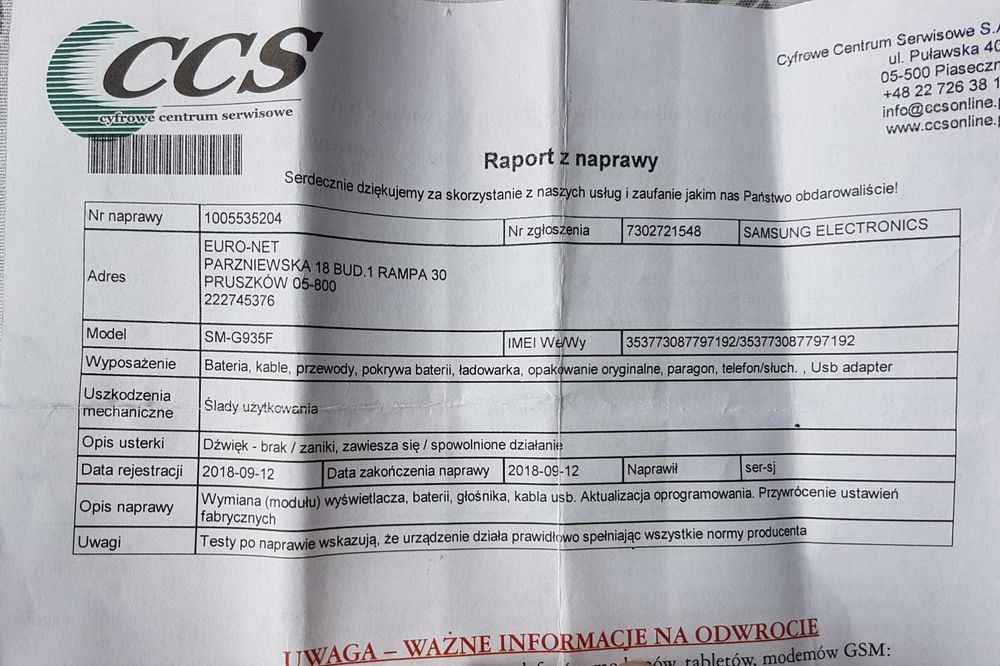 CCS
cyfrowe centrum serwisowe
Cyfrowe Centrum Serwisowe S.A
ul. Puławska 40
05-500 Piaseczn
+48 22 726 38 1
info@ccsonline.p
www.ccsonline.p
Raport z naprawy
Serdecznie dziękujemy za skorzystanie z naszych usług i zaufanie jakim nas Państwo obdarowaliście!
Nr naprawy 1005535204 Nr zgłoszenia 7302721548 SAMSUNG ELECTRONICS
Adres
EURO-NET
PARZNIEWSKA 18 BUD.1 RAMPA 30
PRUSZKÓW 05-800
222745376
Model SM-G935F IMEI We/Wy 353773087797192/353773087797192
Wyposażenie Bateria, kable, przewody, pokrywa baterii, ładowarka, opakowanie oryginalne, paragon, telefon/słuch. , Usb adapter
Uszkodzenia
mechaniczne
Ślady użytkowania
Opis usterki Dźwięk - brak / zaniki, zawiesza się / spowolnione działanie
Data rejestracji 2018-09-12 Data zakończenia naprawy 2018-09-12 Naprawił ser-sj
Opis naprawy
Wymiana (modułu) wyświetlacza, baterii, głośnika, kabla usb. Aktualizacja oprogramowania. Przywrócenie ustawień
fabrycznych
Uwagi Testy po naprawie wskazują, że urządzenie działa prawidłowo spełniając wszystkie normy producenta
UWAGA – WAŻNE INFORMACJE NA ODWROCIE
tabletów, modemów GSM: